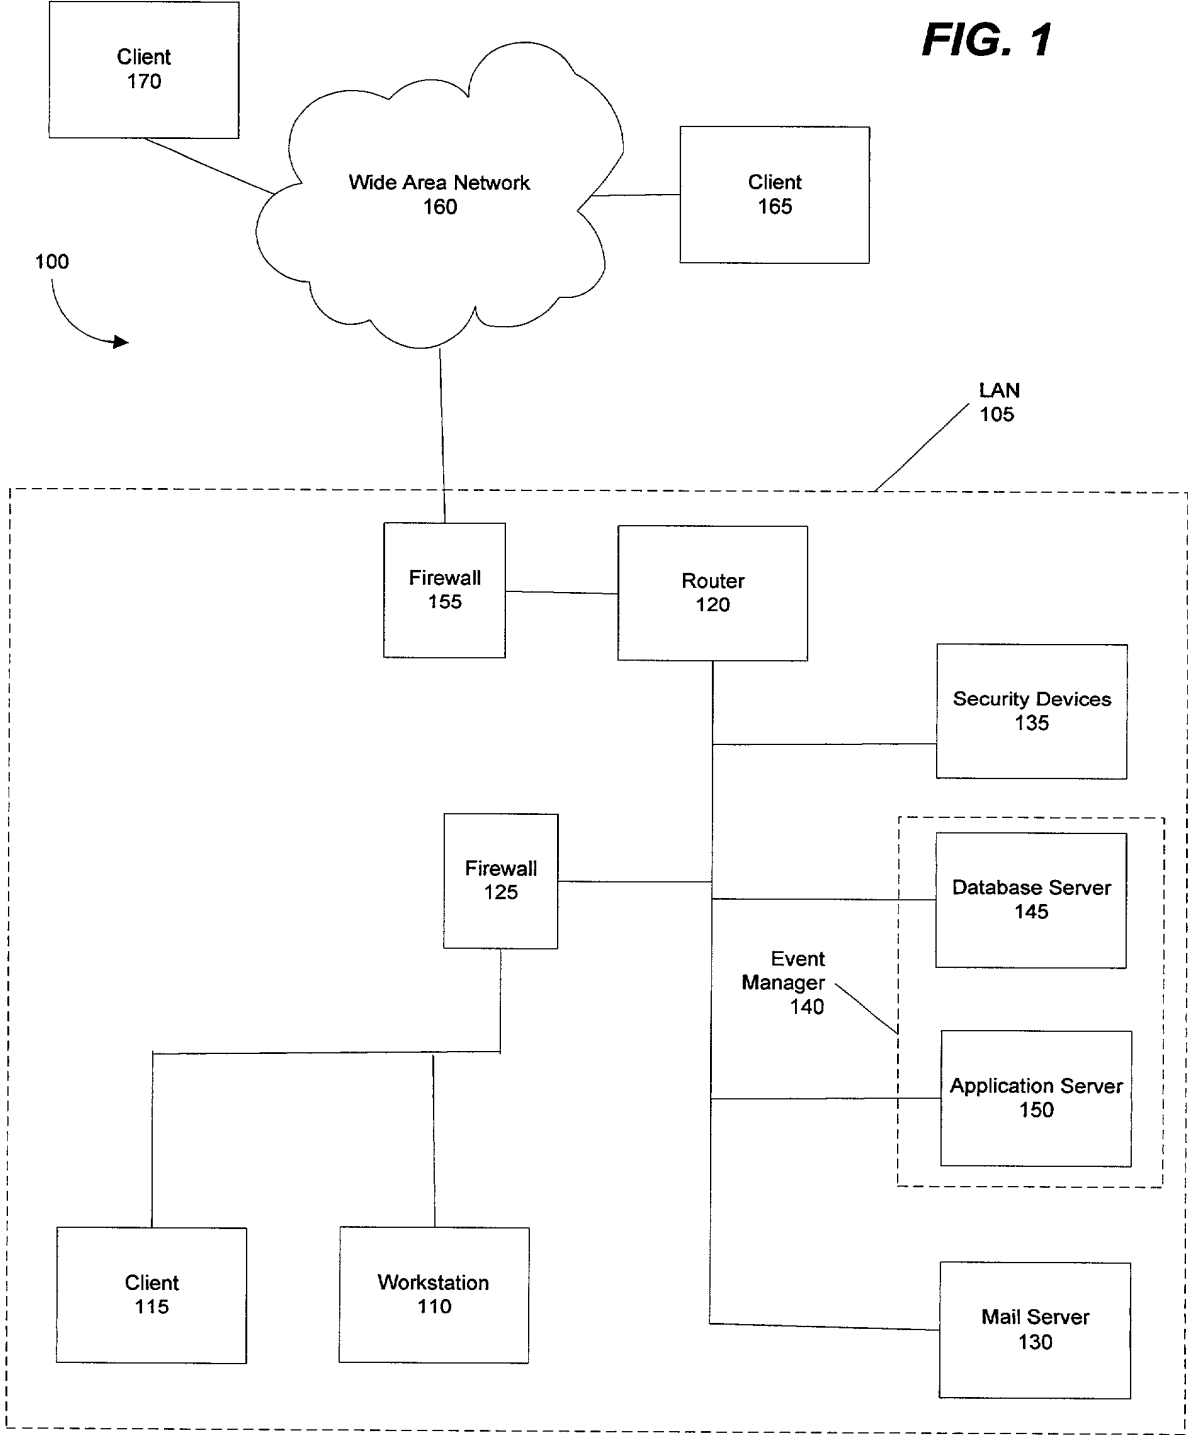 FIG. 1
Client
170
Wide Area Network
160
Client
165
100
LAN
105
Firewall
155
Router
120
Security Devices
135
Firewall
125
Database Server
145
Event
Manager
140
Application Server
150
Client
115
Workstation
110
Mail Server
130